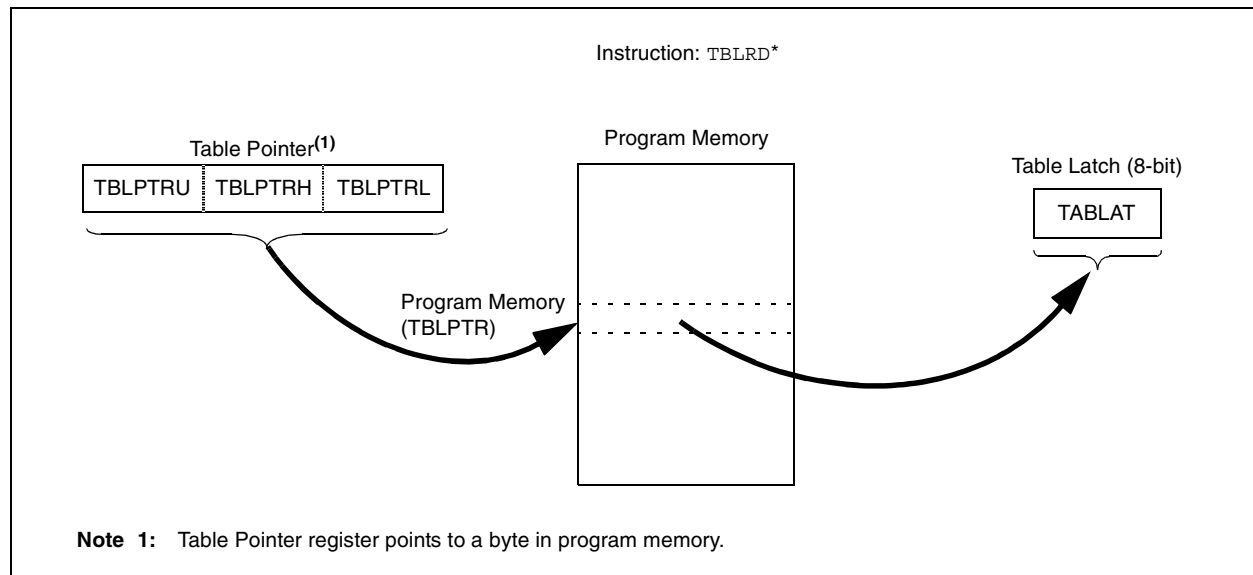 Instruction: TBLRD*
Table Pointer(1)
TBLPTRU TBLPTRH TBLPTRL
Program Memory
Table Latch (8-bit)
TABLAT
Program Memory
(TBLPTR)
Note 1: Table Pointer register points to a byte in program memory.